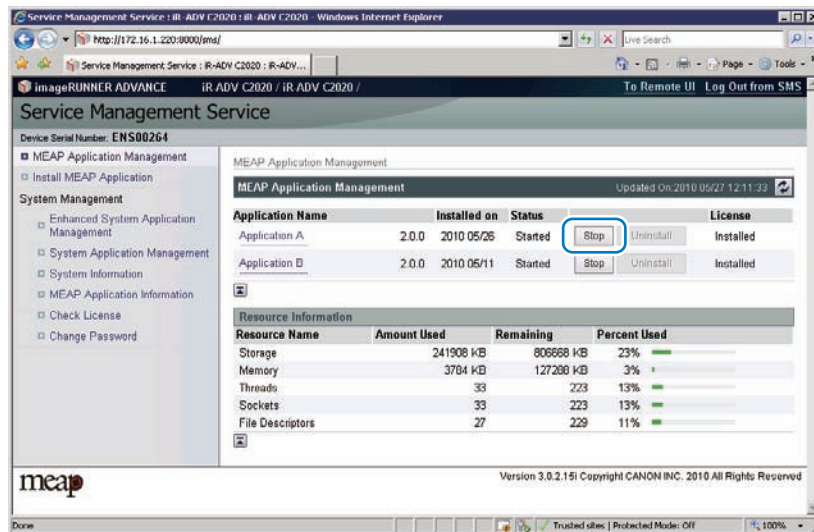 Service Management Service : iR-ADV C2020 : iR-ADV C2020 - Windows Internet Explorer
http://172.16.1.220:8000/sms/
Live Search
Service Management Service : iR-ADV C2020 : iR-ADV...
Page
Tools
imageRUNNER ADVANCE iR-ADV C2020 / iR-ADV C2020 / To Remote UI Log Out from SMS
Service Management Service
Device Serial Number: ENS00264
MEAP Application Management
Install MEAP Application
System Management
Enhanced System Application Management
System Application Management
System Information
MEAP Application Information
Check License
Change Password
MEAP Application Management
MEAP Application Management Updated On:2010 05/27 12:11:33
Application Name Installed on Status License
Application A 2.0.0 2010 05/26 Started Stop Uninstall Installed
Application B 2.0.0 2010 05/11 Started Stop Uninstall Installed
Resource Information
Resource Name Amount Used Remaining Percent Used
Storage 241908 KB 806668 KB 23%
Memory 3784 KB 127288 KB 3%
Threads 33 223 13%
Sockets 33 223 13%
File Descriptors 27 229 11%
meap
Version 3.0.2.15i Copyright CANON INC. 2010 All Rights Reserved
Done Trusted sites | Protected Mode: Off 100%